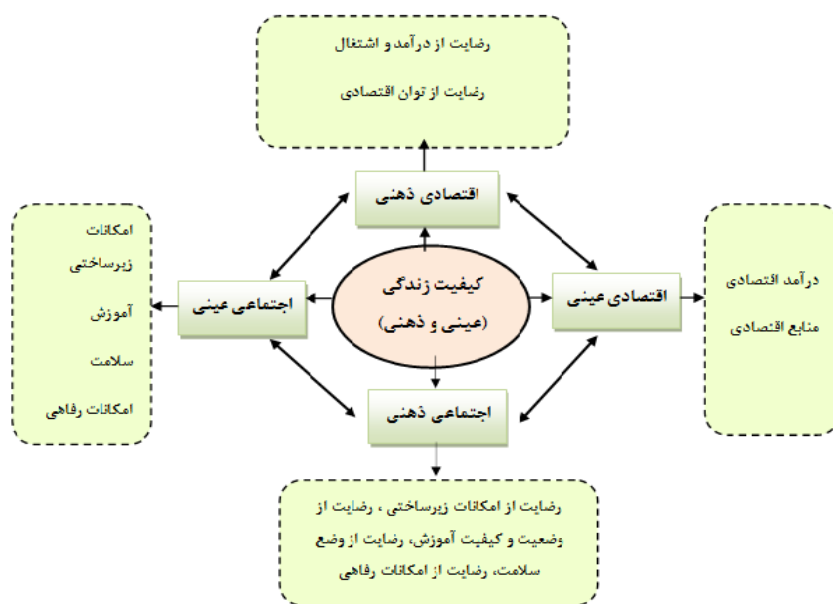 رضایت از درآمد و اشتغال
رضایت از توان اقتصادی
اقتصادی ذهنی
کیفیت زندگی
(عینی و ذهنی)
اقتصادی عینی
درآمد اقتصادی
منابع اقتصادی
اجتماعی عینی
امکانات
زیرساختی
آموزش
سلامت
امکانات رفاهی
اجتماعی ذهنی
رضایت از امکانات زیرساختی ، رضایت از
وضعیت و کیفیت آموزش، رضایت از وضع
سلامت، رضایت از امکانات رفاهی